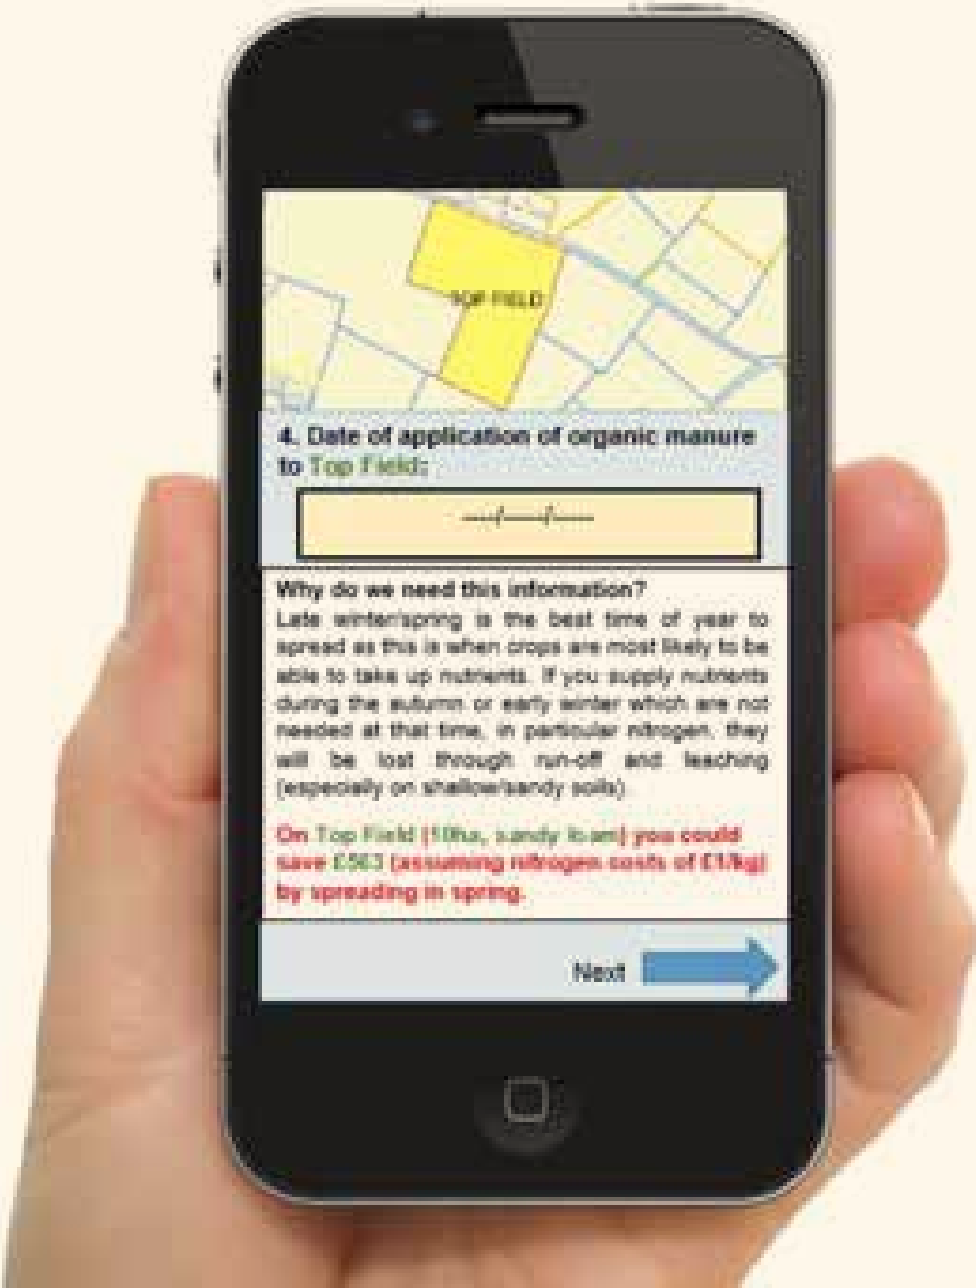 TOP FIELD
4. Date of application of organic manure
to Top Field:
----/----/----
Why do we need this information?
Late winter/spring is the best time of year to
spread as this is when crops are most likely to be
able to take up nutrients. If you supply nutrients
during the autumn or early winter which are not
needed at that time, in particular nitrogen, they
will be lost through run-off and leaching
(especially on shallow/sandy soils).
On Top Field (10ha, sandy loam) you could
save £563 (assuming nitrogen costs of £1/kg)
by spreading in spring.
Next